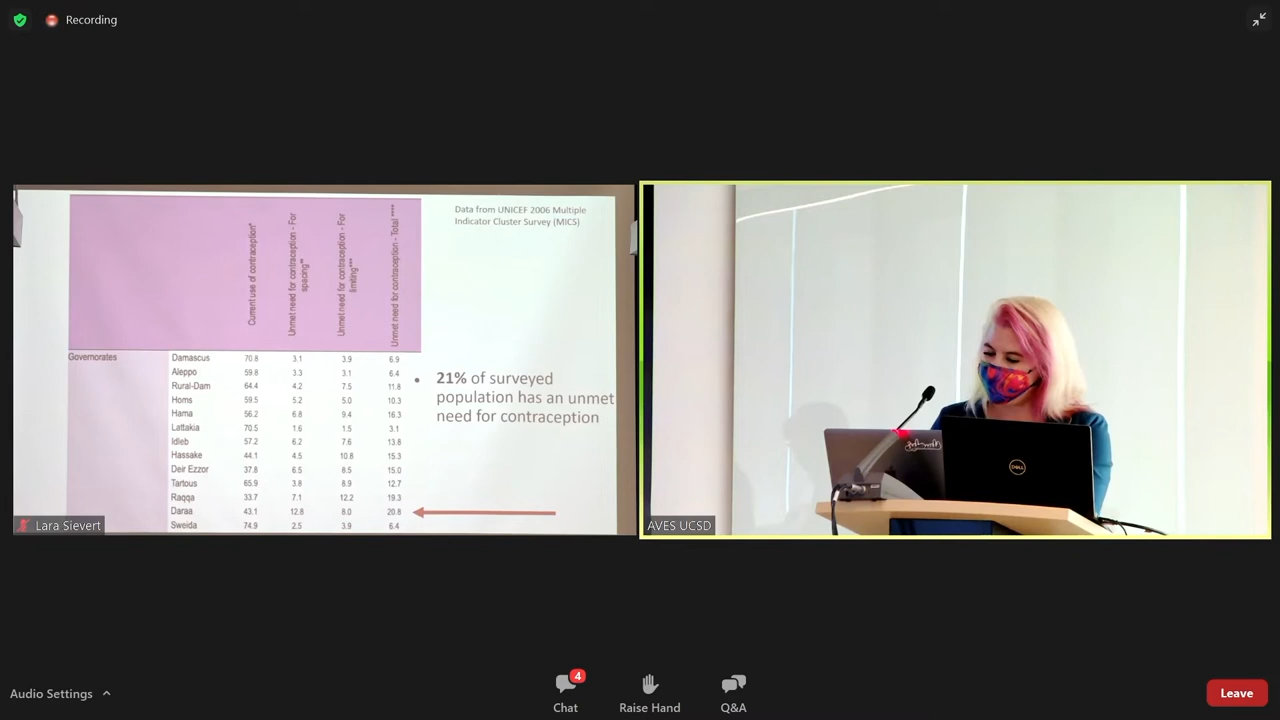 Recording
Data from UNICEF 2006 Multiple
Indicator Cluster Survey (MICS)
Current use of contraception*
Unmet need for contraception - For
spacing**
Unmet need for contraception - For
limiting***
Unmet need for contraception - Total ****
Governorates
Damascus 70.8 3.1 3.9 6.9
Aleppo 59.8 3.3 3.1 6.4
Rural-Dam 64.4 4.2 7.5 11.8
Homs 59.5 5.2 5.0 10.3
Hama 56.2 6.8 9.4 16.3
Lattakia 70.5 1.6 1.5 3.1
Idleb 57.2 6.2 7.6 13.8
Hassake 44.1 4.5 10.8 15.3
Deir Ezzor 37.8 6.5 8.5 15.0
Tartous 65.9 3.8 8.9 12.7
Raqqa 33.7 7.1 12.2 19.3
Daraa 43.1 12.8 8.0 20.8
Sweida 74.9 2.5 3.9 6.4
• 21% of surveyed
population has an unmet
need for contraception
Lara Sievert
DELL
AVES UCSD
Audio Settings
4
Chat
Raise Hand
Q&A
Leave